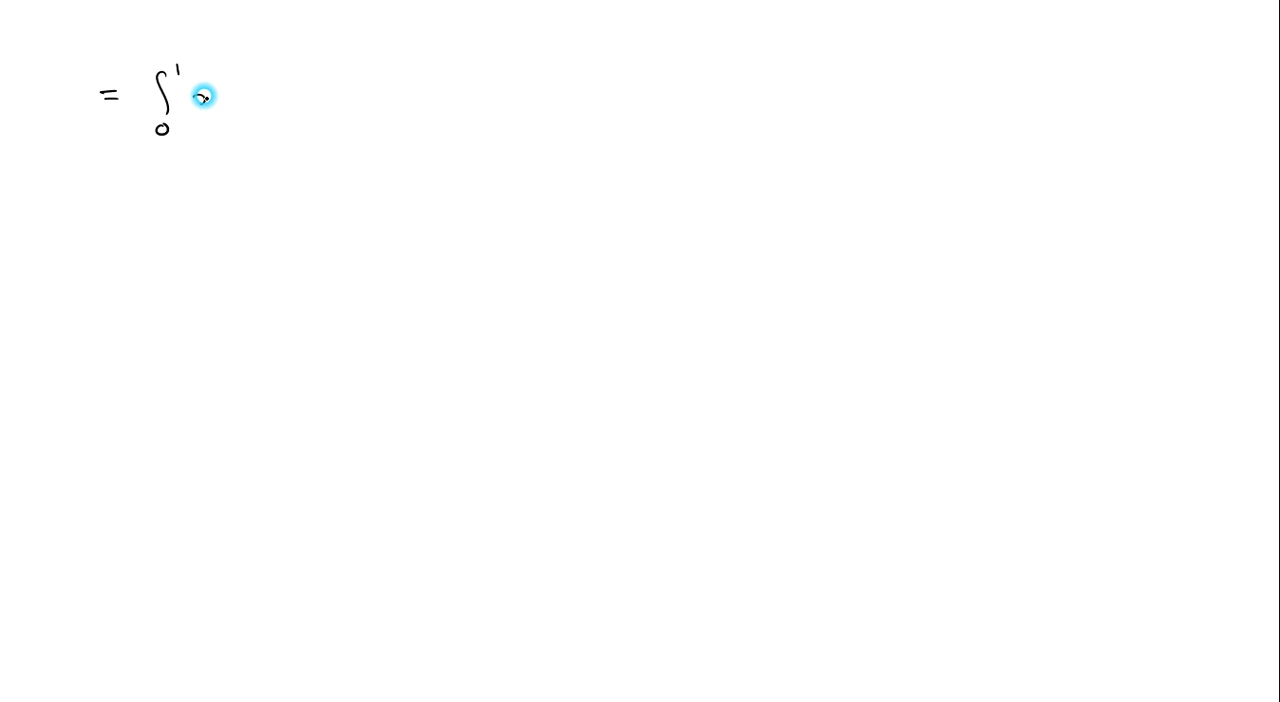 = ∫₀¹